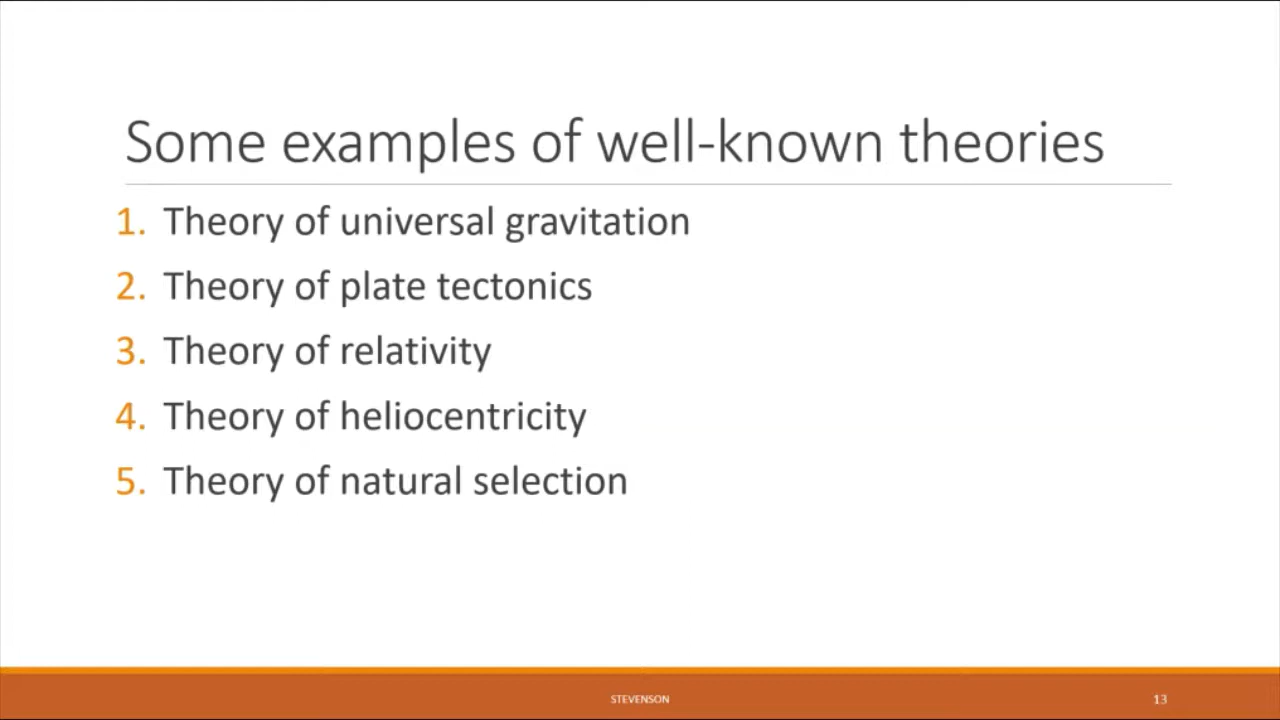 Some examples of well-known theories
1. Theory of universal gravitation
2. Theory of plate tectonics
3. Theory of relativity
4. Theory of heliocentricity
5. Theory of natural selection
STEVENSON
13